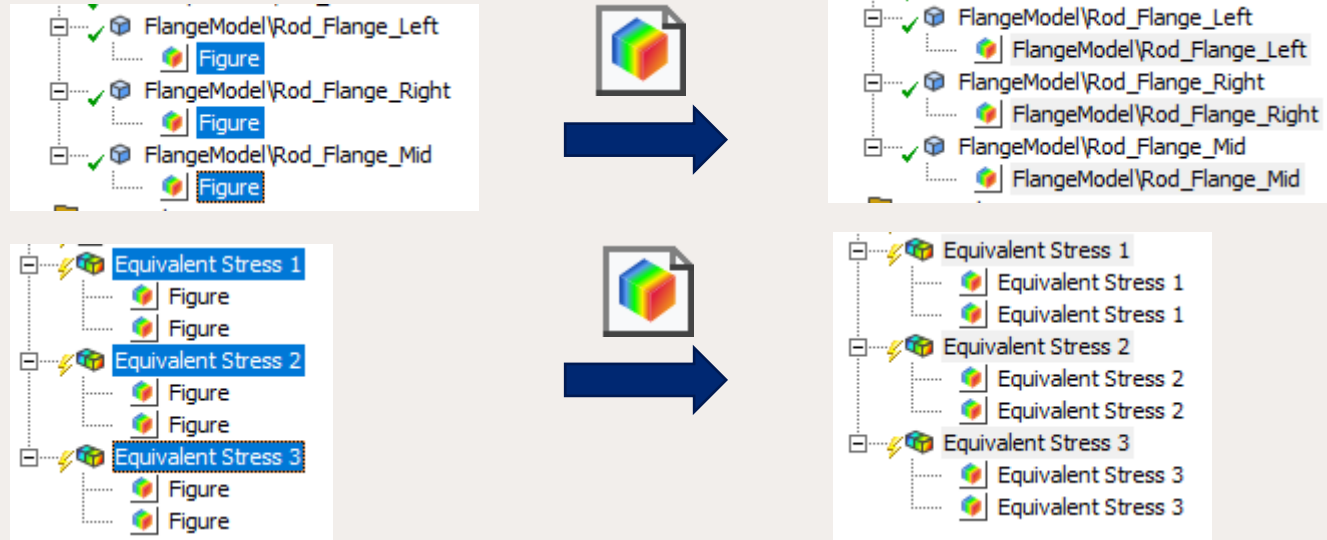 FlangeModel\Rod_Flange_Left
Figure
FlangeModel\Rod_Flange_Right
Figure
FlangeModel\Rod_Flange_Mid
Figure
FlangeModel\Rod_Flange_Left
FlangeModel\Rod_Flange_Left
FlangeModel\Rod_Flange_Right
FlangeModel\Rod_Flange_Right
FlangeModel\Rod_Flange_Mid
FlangeModel\Rod_Flange_Mid
Equivalent Stress 1
Figure
Figure
Equivalent Stress 2
Figure
Figure
Equivalent Stress 3
Figure
Figure
Equivalent Stress 1
Equivalent Stress 1
Equivalent Stress 1
Equivalent Stress 2
Equivalent Stress 2
Equivalent Stress 2
Equivalent Stress 3
Equivalent Stress 3
Equivalent Stress 3